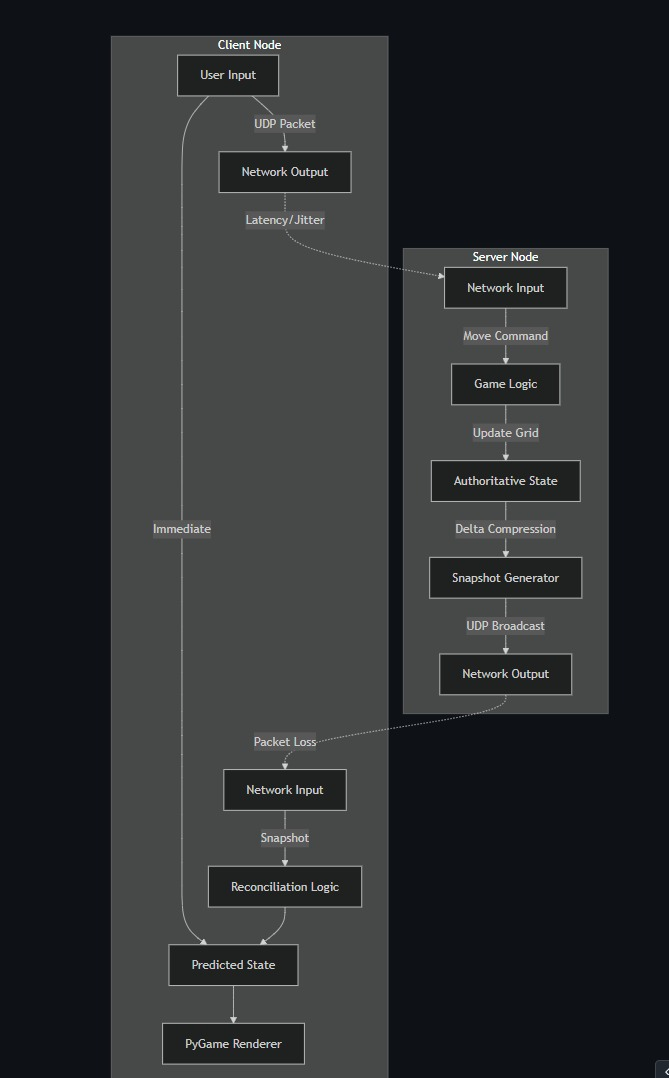 Client Node
User Input
UDP Packet
Network Output
Latency/Jitter
Server Node
Network Input
Move Command
Game Logic
Update Grid
Authoritative State
Immediate
Delta Compression
Snapshot Generator
UDP Broadcast
Network Output
Packet Loss
Network Input
Snapshot
Reconciliation Logic
Predicted State
PyGame Renderer